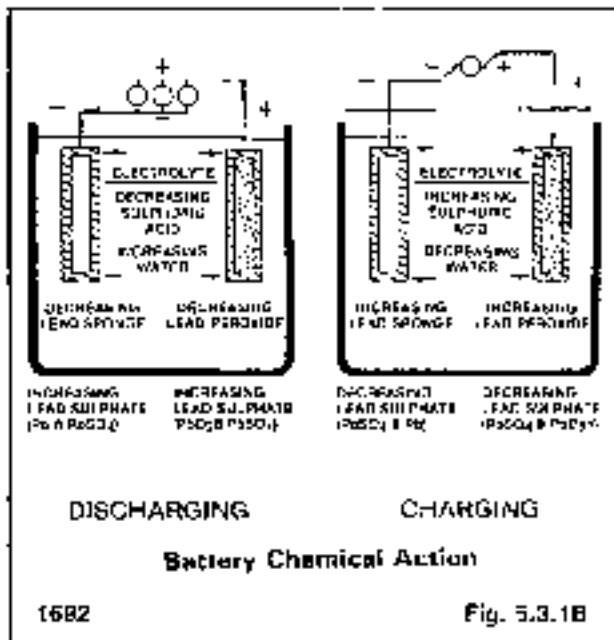 +
− +
− +
− +
ELECTROLYTE
DECREASING
SULPHURIC
ACID
INCREASING
WATER
DECREASING
LEAD SPONGE
DECREASING
LEAD PEROXIDE
INCREASING
LEAD SULPHATE
INCREASING
LEAD SULPHATE
DISCHARGING
ELECTROLYTE
INCREASING
SULPHURIC
ACID
DECREASING
WATER
INCREASING
LEAD SPONGE
INCREASING
LEAD PEROXIDE
DECREASING
LEAD SULPHATE
DECREASING
LEAD SULPHATE
CHARGING
Battery Chemical Action
1692
Fig. 5.3.1B